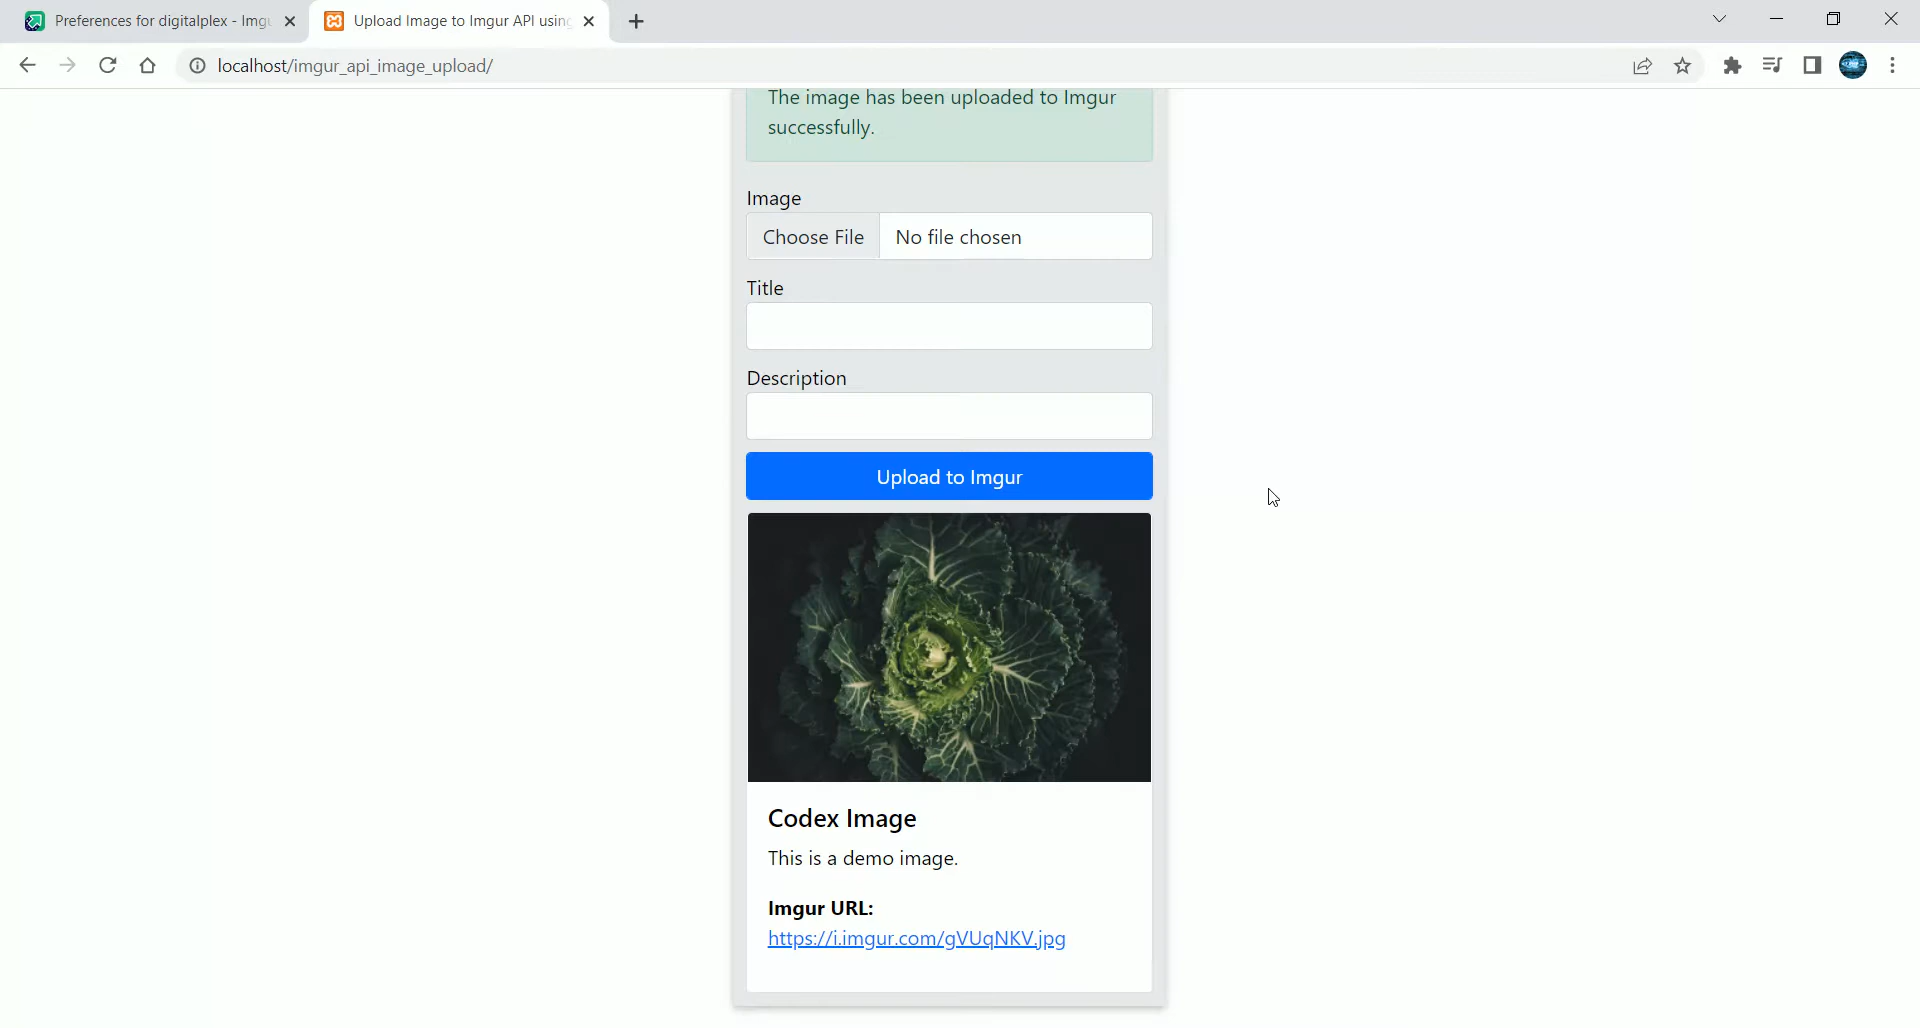 Preferences for digitalplex - Imgu
Upload Image to Imgur API using
localhost/imgur_api_image_upload/
The image has been uploaded to Imgur
successfully.
Image
Choose File
No file chosen
Title
Description
Upload to Imgur
Codex Image
This is a demo image.
Imgur URL:
https://i.imgur.com/gVUqNKV.jpg